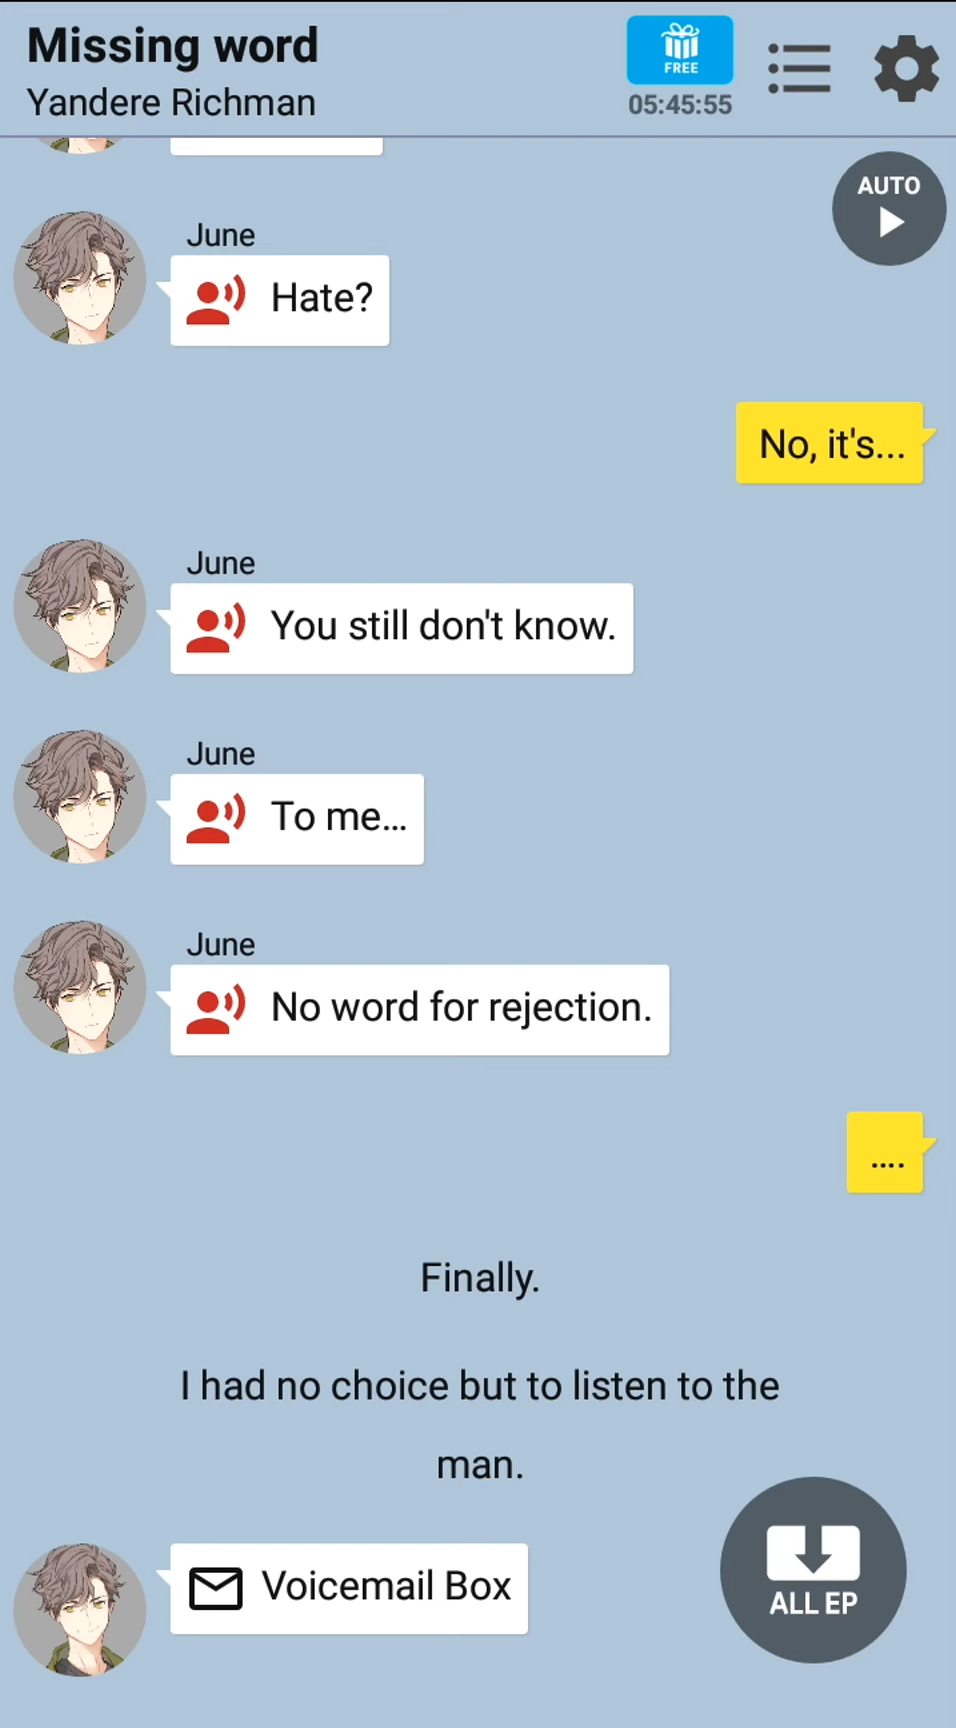 Missing word
Yandere Richman
FREE
05:45:55
AUTO
June
Hate?
No, it's...
June
You still don't know.
June
To me...
June
No word for rejection.
....
Finally.
I had no choice but to listen to the
man.
Voicemail Box
ALL EP